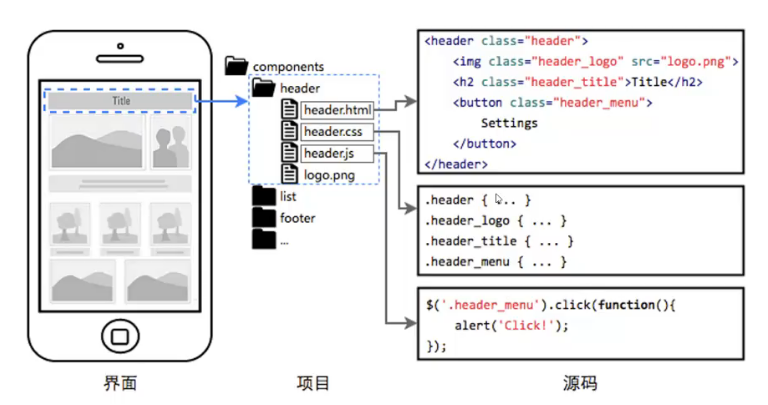 Title
components
header
header.html
header.css
header.js
logo.png
list
footer
...
<header class="header">
<img class="header_logo" src="logo.png">
<h2 class="header_title">Title</h2>
<button class="header_menu">
Settings
</button>
</header>
.header { ... }
.header_logo { ... }
.header_title { ... }
.header_menu { ... }
$('.header_menu').click(function(){
alert('Click!');
});
界面
项目
源码